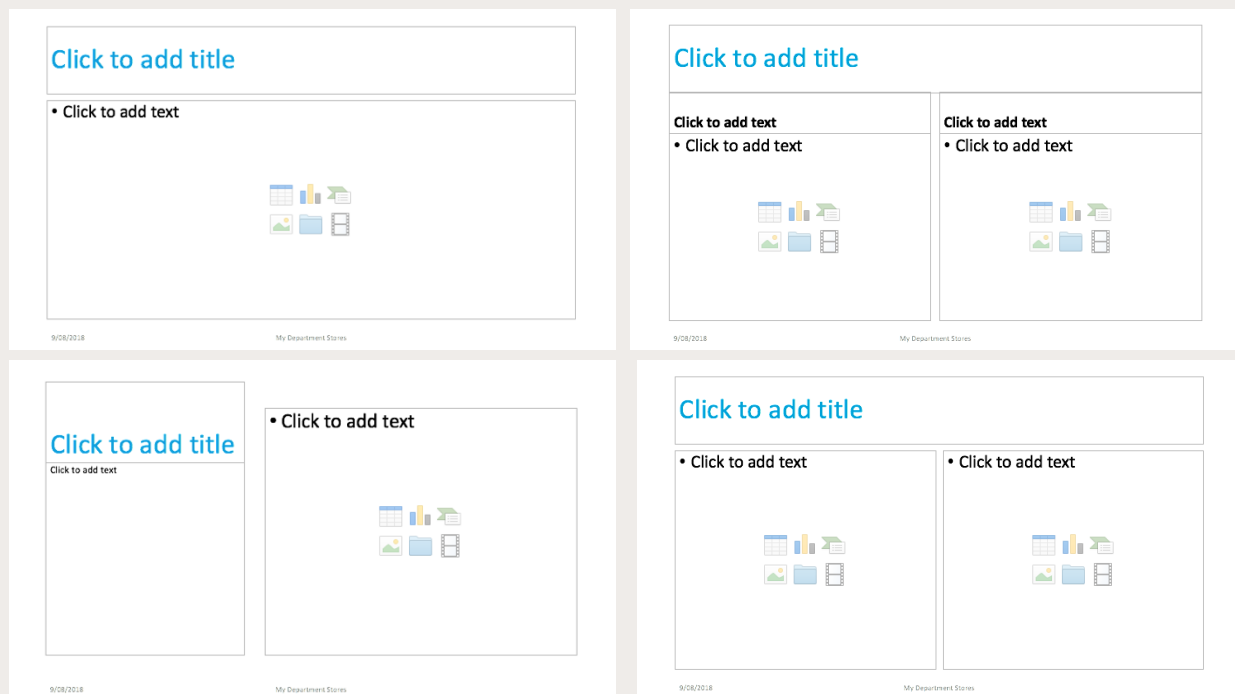 Click to add title
• Click to add text
9/08/2018 My Department Stores
Click to add title
Click to add text
• Click to add text
Click to add text
• Click to add text
9/08/2018 My Department Stores
Click to add title
Click to add text
• Click to add text
9/08/2018 My Department Stores
Click to add title
• Click to add text
• Click to add text
9/08/2018 My Department Stores